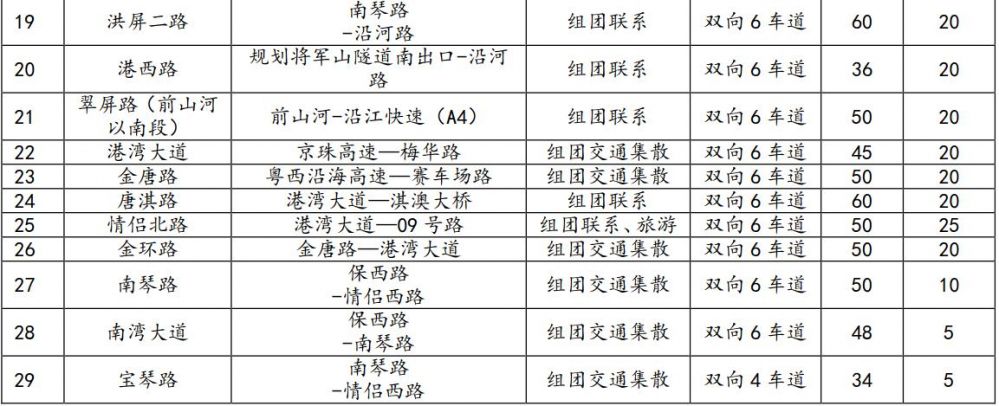 19 洪屏二路 南琴路
-沿河路 组团联系 双向 6 车道 60 20
20 港西路 规划将军山隧道南出口-沿河
路 组团联系 双向 6 车道 36 20
21 翠屏路（前山河
以南段） 前山河-沿江快速（A4） 组团联系 双向 6 车道 50 20
22 港湾大道 京珠高速—梅华路 组团交通集散 双向 6 车道 45 20
23 金唐路 粤西沿海高速—赛车场路 组团交通集散 双向 6 车道 50 20
24 唐淇路 港湾大道—淇澳大桥 组团联系 双向 6 车道 60 20
25 情侣北路 港湾大道—09 号路 组团联系、旅游 双向 6 车道 50 25
26 金环路 金唐路—港湾大道 组团交通集散 双向 6 车道 50 20
27 南琴路 保西路
-情侣西路 组团交通集散 双向 6 车道 50 10
28 南湾大道 保西路
-南琴路 组团交通集散 双向 6 车道 48 5
29 宝琴路 南琴路
-情侣西路 组团交通集散 双向 4 车道 34 5